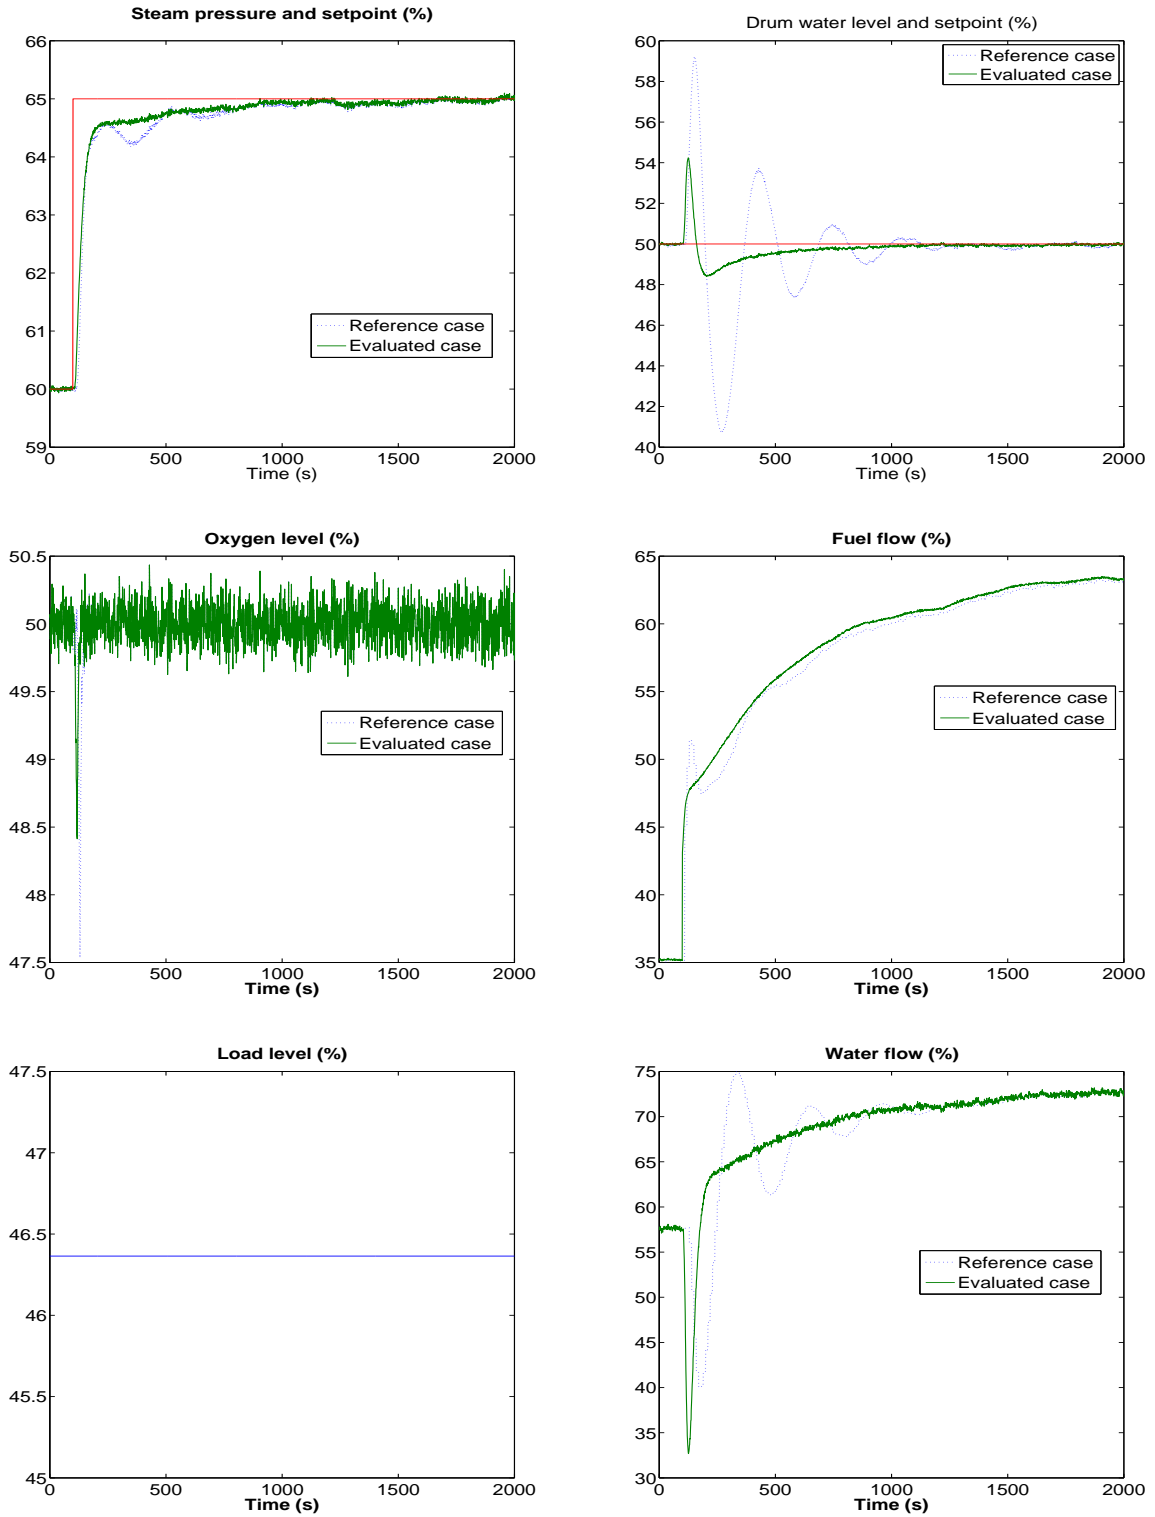 Steam pressure and setpoint (%)
66
65
64
63
62
61
60
59
Reference case
Evaluated case
0 500 1000 1500 2000
Time (s)
Drum water level and setpoint (%)
60
58
56
54
52
50
48
46
44
42
40
Reference case
Evaluated case
0 500 1000 1500 2000
Time (s)
Oxygen level (%)
50.5
50
49.5
49
48.5
48
47.5
Reference case
Evaluated case
0 500 1000 1500 2000
Time (s)
Fuel flow (%)
65
60
55
50
45
40
35
Reference case
Evaluated case
0 500 1000 1500 2000
Time (s)
Load level (%)
47.5
47
46.5
46
45.5
45
0 500 1000 1500 2000
Time (s)
Water flow (%)
75
70
65
60
55
50
45
40
35
30
Reference case
Evaluated case
0 500 1000 1500 2000
Time (s)